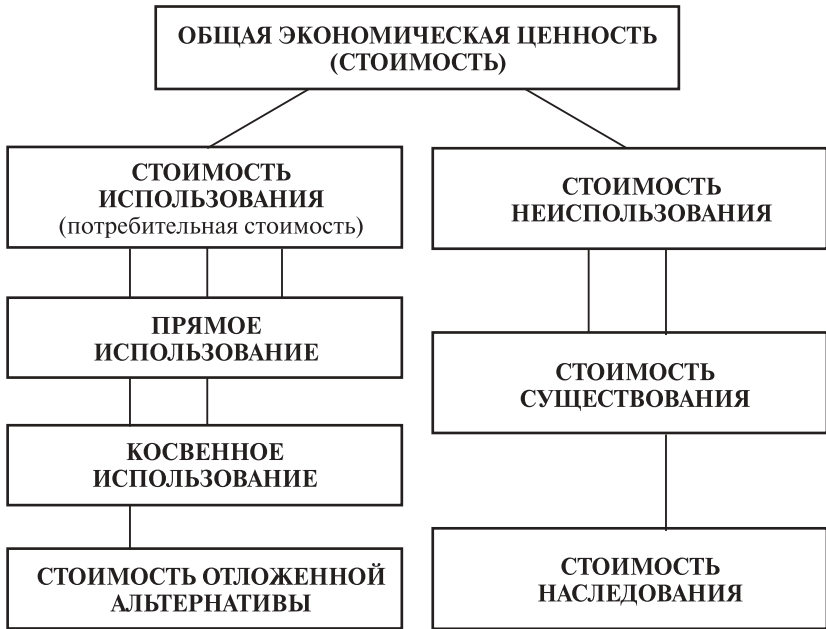 ОБЩАЯ ЭКОНОМИЧЕСКАЯ ЦЕННОСТЬ
(СТОИМОСТЬ)
СТОИМОСТЬ
ИСПОЛЬЗОВАНИЯ
(потребительная стоимость)
ПРЯМОЕ
ИСПОЛЬЗОВАНИЕ
КОСВЕННОЕ
ИСПОЛЬЗОВАНИЕ
СТОИМОСТЬ ОТЛОЖЕННОЙ
АЛЬТЕРНАТИВЫ
СТОИМОСТЬ
НЕИСПОЛЬЗОВАНИЯ
СТОИМОСТЬ
СУЩЕСТВОВАНИЯ
СТОИМОСТЬ
НАСЛЕДОВАНИЯ